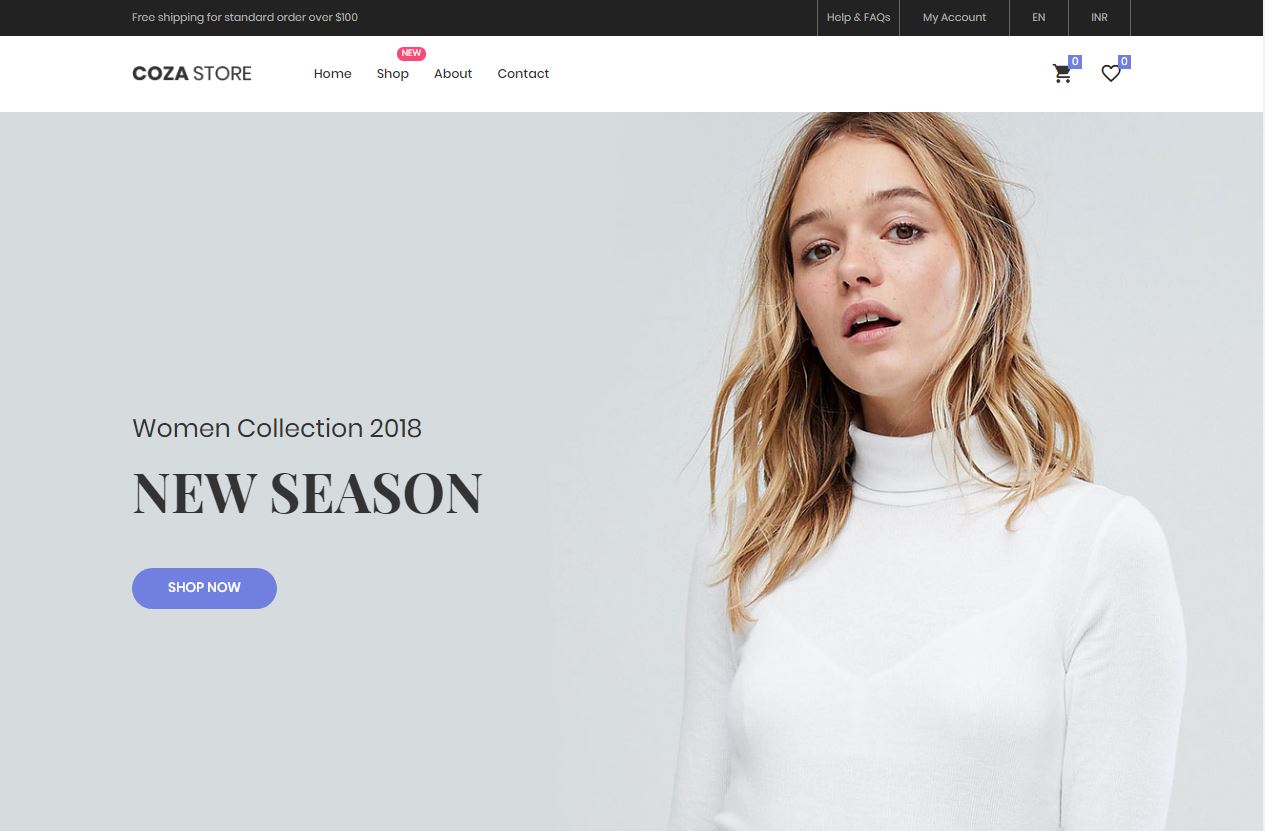 Free shipping for standard order over $100
Help & FAQs
My Account
EN
INR
COZA STORE
Home
Shop
NEW
About
Contact
0
0
Women Collection 2018
NEW SEASON
SHOP NOW